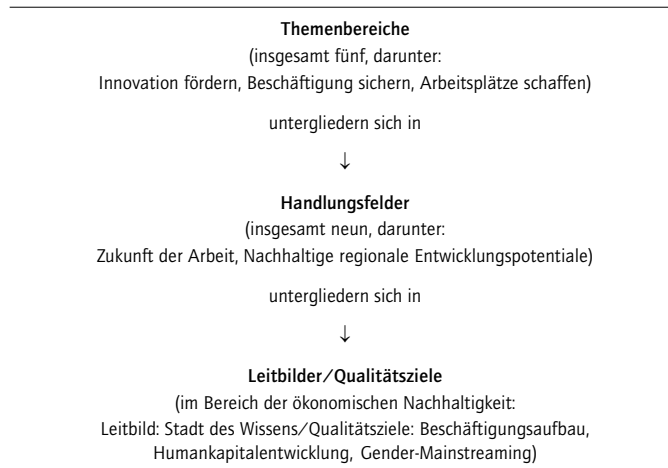 Themenbereiche
(insgesamt fünf, darunter:
Innovation fördern, Beschäftigung sichern, Arbeitsplätze schaffen)
untergliedern sich in
↓
Handlungsfelder
(insgesamt neun, darunter:
Zukunft der Arbeit, Nachhaltige regionale Entwicklungspotentiale)
untergliedern sich in
↓
Leitbilder/Qualitätsziele
(im Bereich der ökonomischen Nachhaltigkeit:
Leitbild: Stadt des Wissens/Qualitätsziele: Beschäftigungsaufbau,
Humankapitalentwicklung, Gender-Mainstreaming)